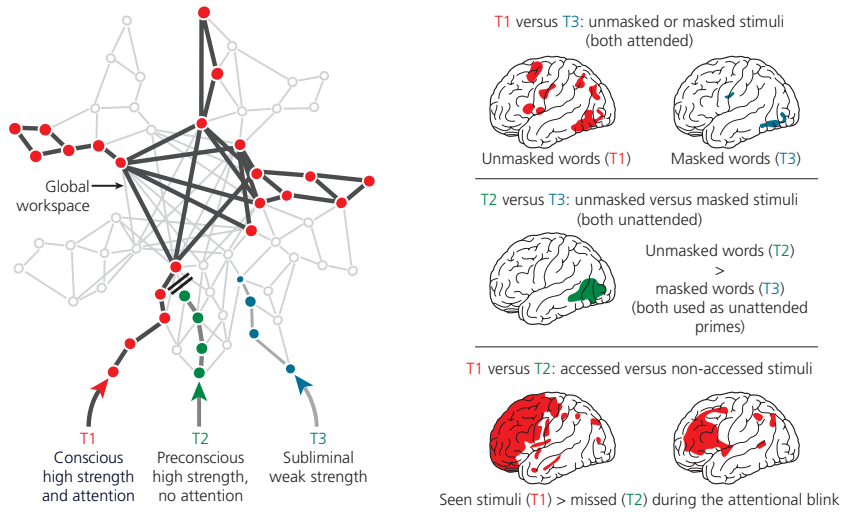 Global
workspace
T1
Conscious
high strength
and attention
T2
Preconscious
high strength,
no attention
T3
Subliminal
weak strength
T1 versus T3: unmasked or masked stimuli
(both attended)
Unmasked words (T1)
Masked words (T3)
T2 versus T3: unmasked versus masked stimuli
(both unattended)
Unmasked words (T2)
>
masked words (T3)
(both used as unattended
primes)
T1 versus T2: accessed versus non-accessed stimuli
Seen stimuli (T1) > missed (T2) during the attentional blink